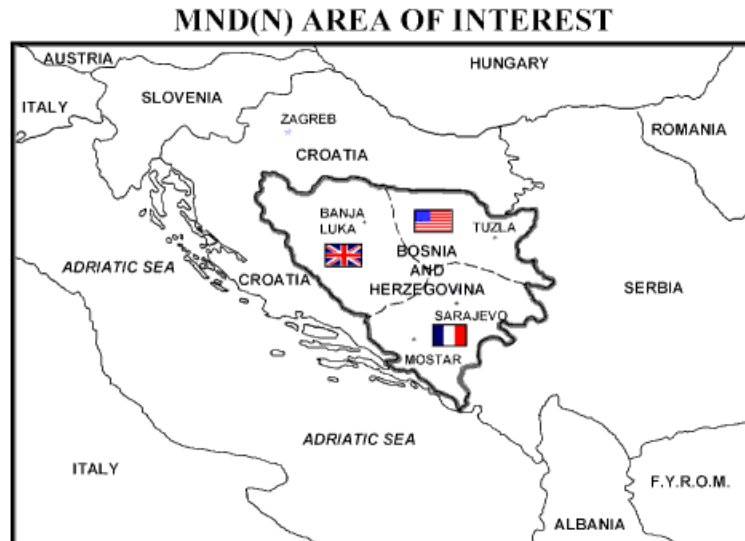 MND(N) AREA OF INTEREST
AUSTRIA
HUNGARY
ITALY
SLOVENIA
ZAGREB
ROMANIA
CROATIA
BANJA
LUKA
TUZLA
BOSNIA
AND
HERZEGOVINA
ADRIATIC SEA
CROATIA
SERBIA
SARAJEVO
MOSTAR
ADRIATIC SEA
ITALY
F.Y.R.O.M.
ALBANIA